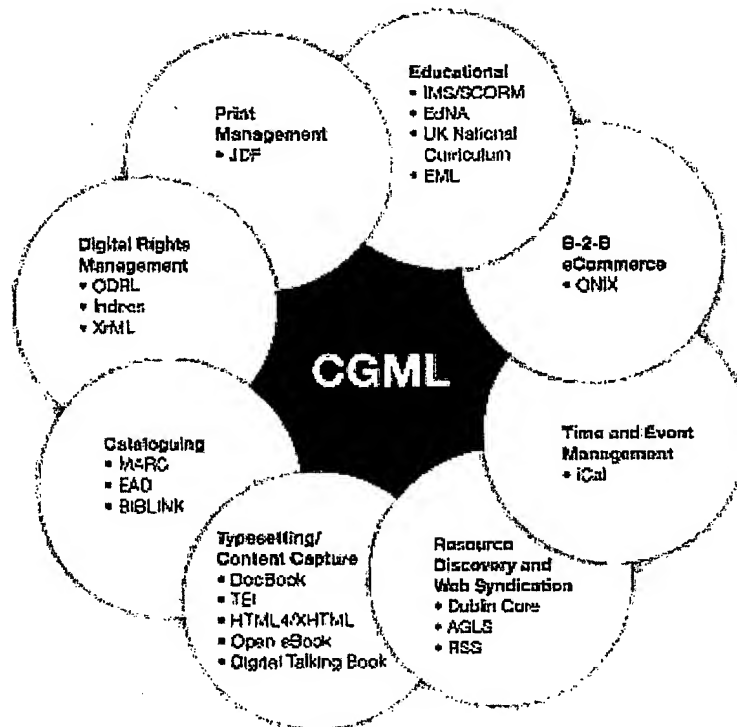 Educational
• IMS/SCORM
• EdNA
• UK National
Curriculum
• EML
Print
Management
• JDF
B-2-B
eCommerce
• ONIX
Digital Rights
Management
• ODRL
• Indecs
• XrML
CGML
Time and Event
Management
• iCal
Cataloguing
• MARC
• EAD
• BIBLINK
Typesetting/
Content Capture
• DocBook
• TEI
• HTML4/XHTML
• Open eBook
• Digital Talking Book
Resource
Discovery and
Web Syndication
• Dublin Core
• AGLS
• RSS